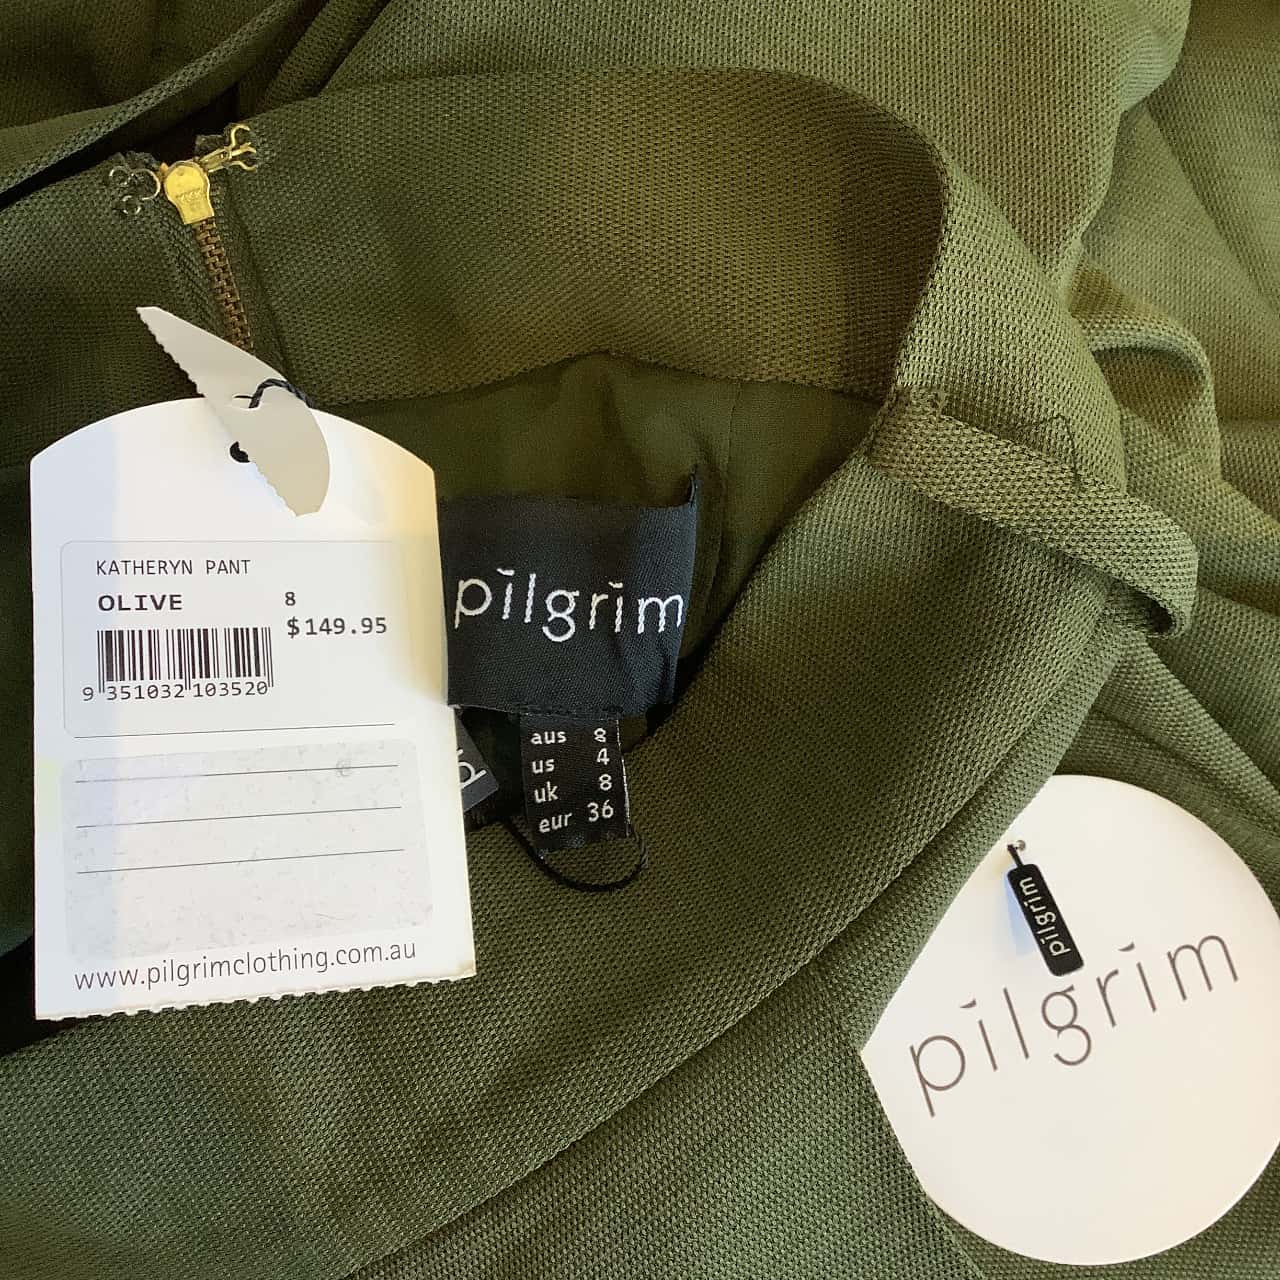 KATHERYN PANT
OLIVE 8
$149.95
9 351032 103520
www.pilgrimclothing.com.au
pilgrim
aus 8
us 4
uk 8
eur 36
pilgrim
pilgrim